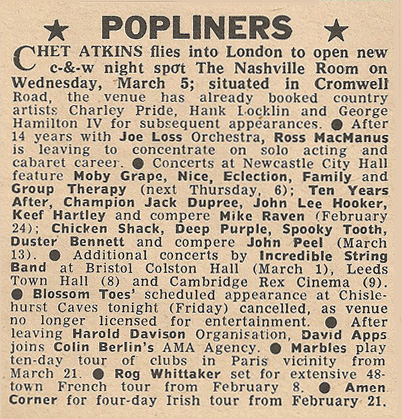 ★ POPLINERS ★
CHET ATKINS flies into London to open new
c-&-w night spot The Nashville Room on
Wednesday, March 5; situated in Cromwell
Road, the venue has already booked country
artists Charley Pride, Hank Locklin and George
Hamilton IV for subsequent appearances. ● After
14 years with Joe Loss Orchestra, Ross MacManus
is leaving to concentrate on solo acting and
cabaret career. ● Concerts at Newcastle City Hall
feature Moby Grape, Nice, Eclection, Family and
Group Therapy (next Thursday, 6); Ten Years
After, Champion Jack Dupree, John Lee Hooker,
Keef Hartley and compere Mike Raven (February
24); Chicken Shack, Deep Purple, Spooky Tooth,
Duster Bennett and compere John Peel (March
13). ● Additional concerts by Incredible String
Band at Bristol Colston Hall (March 1), Leeds
Town Hall (8) and Cambridge Rex Cinema (9).
● Blossom Toes' scheduled appearance at Chisle-
hurst Caves tonight (Friday) cancelled, as venue
no longer licensed for entertainment. ● After
leaving Harold Davison Organisation, David Apps
joins Colin Berlin's AMA Agency. ● Marbles play
ten-day tour of clubs in Paris vicinity from
March 21. ● Rog Whittaker set for extensive 48-
town French tour from February 8. ● Amen
Corner for four-day Irish tour from February 21.